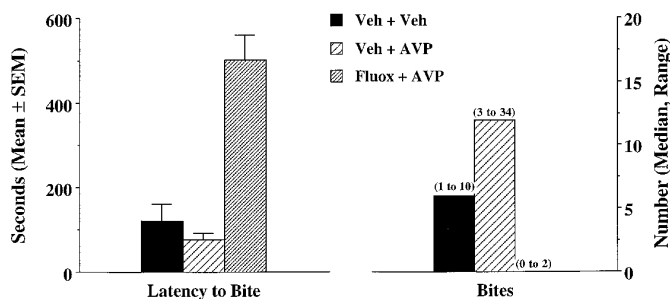 600
400
200
0
Seconds (Mean ± SEM)
Latency to Bite
Veh + Veh
Veh + AVP
Fluox + AVP
(1 to 10)
(3 to 34)
(0 to 2)
Bites
20
15
10
5
0
Number (Median, Range)